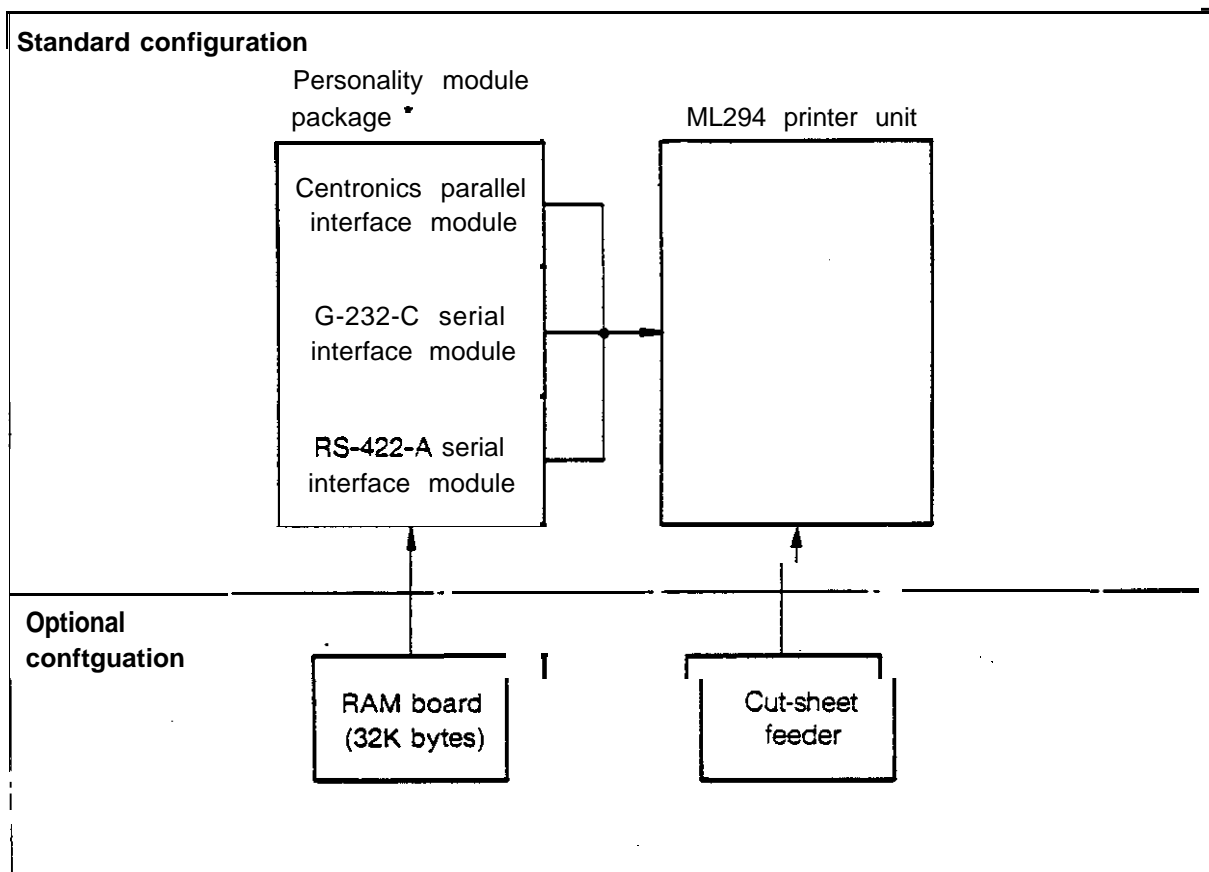 Standard configuration
Personality module
package *
ML294 printer unit
Centronics parallel
interface module
G-232-C serial
interface module
RS-422-A serial
interface module
Optional
conftguation
RAM board
(32K bytes)
Cut-sheet
feeder